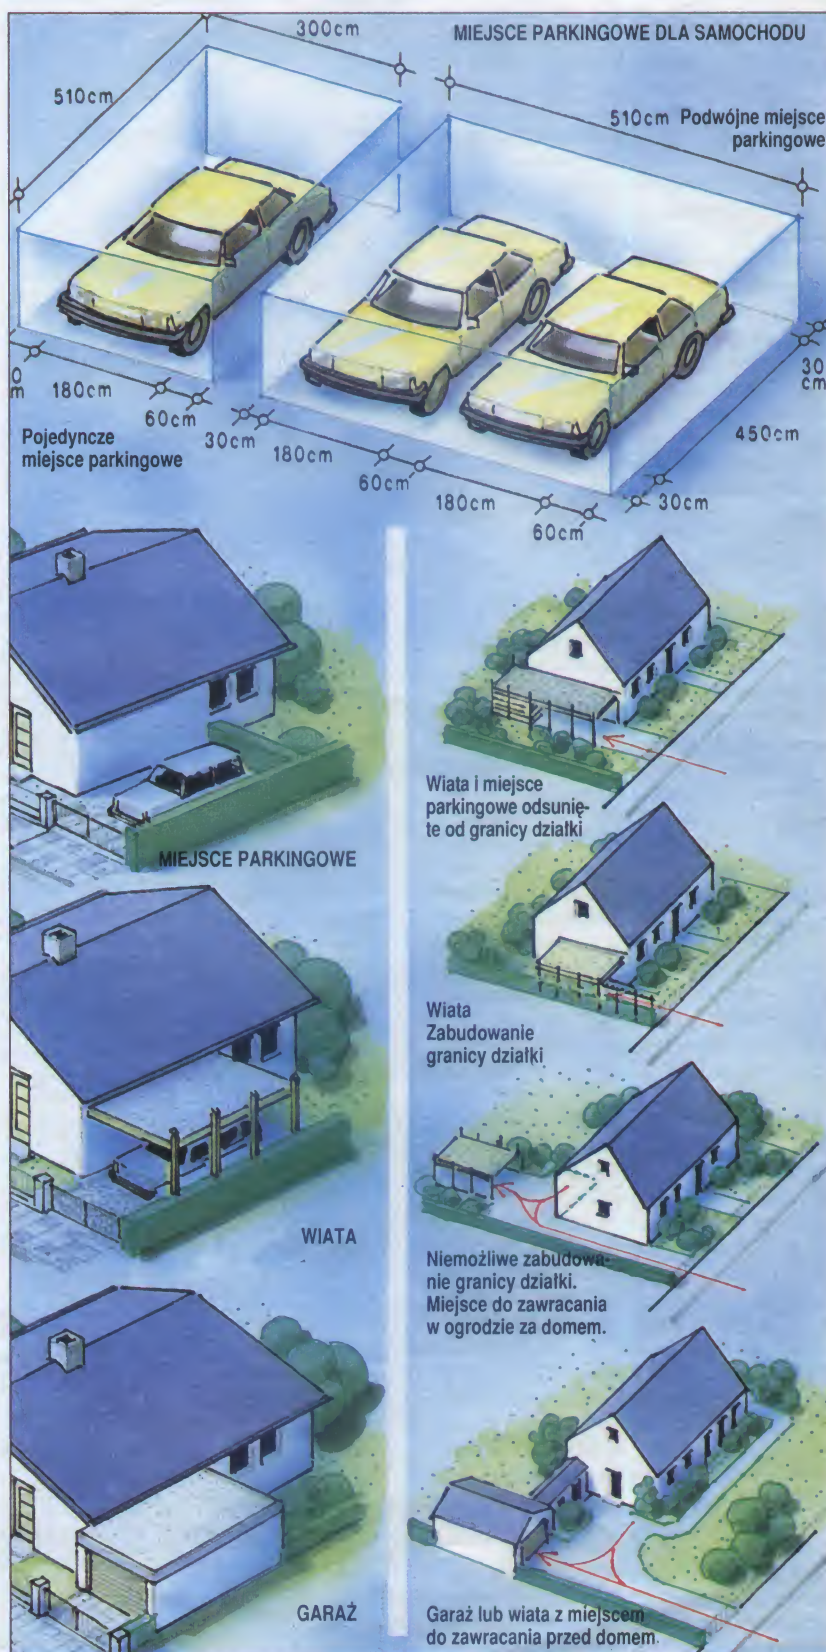 MIEJSCE PARKINGOWE DLA SAMOCHODU
300cm
510cm
510cm
Podwójne miejsce
parkingowe
0
m
180cm
60cm
30cm
180cm
60cm
180cm
60cm
30cm
450cm
30
cm
Pojedyncze
miejsce parkingowe
MIEJSCE PARKINGOWE
WIATA
GARAŻ
Wiata i miejsce
parkingowe odsunię-
te od granicy działki
Wiata
Zabudowanie
granicy działki
Niemożliwe zabudowa-
nie granicy działki.
Miejsce do zawracania
w ogrodzie za domem.
Garaż lub wiata z miejscem
do zawracania przed domem.